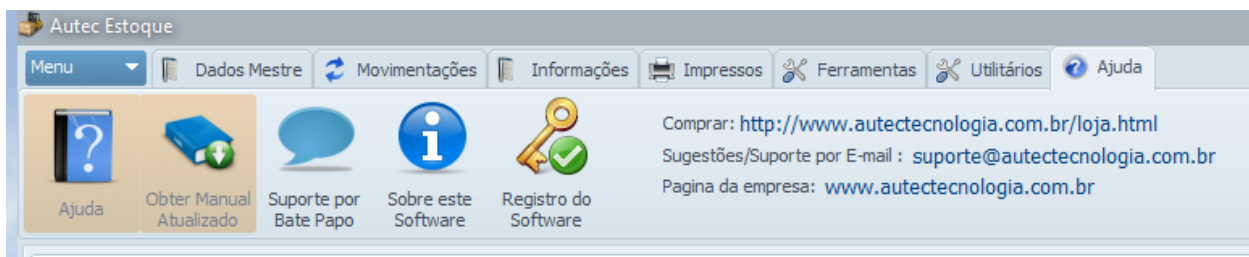 Autec Estoque
Menu Dados Mestre Movimentações Informações Impressos Ferramentas Utilitários Ajuda
Comprar: http://www.autectecnologia.com.br/loja.html
Sugestões/Suporte por E-mail : suporte@autectecnologia.com.br
Pagina da empresa: www.autectecnologia.com.br
Ajuda
Obter Manual
Atualizado
Suporte por
Bate Papo
Sobre este
Software
Registro do
Software